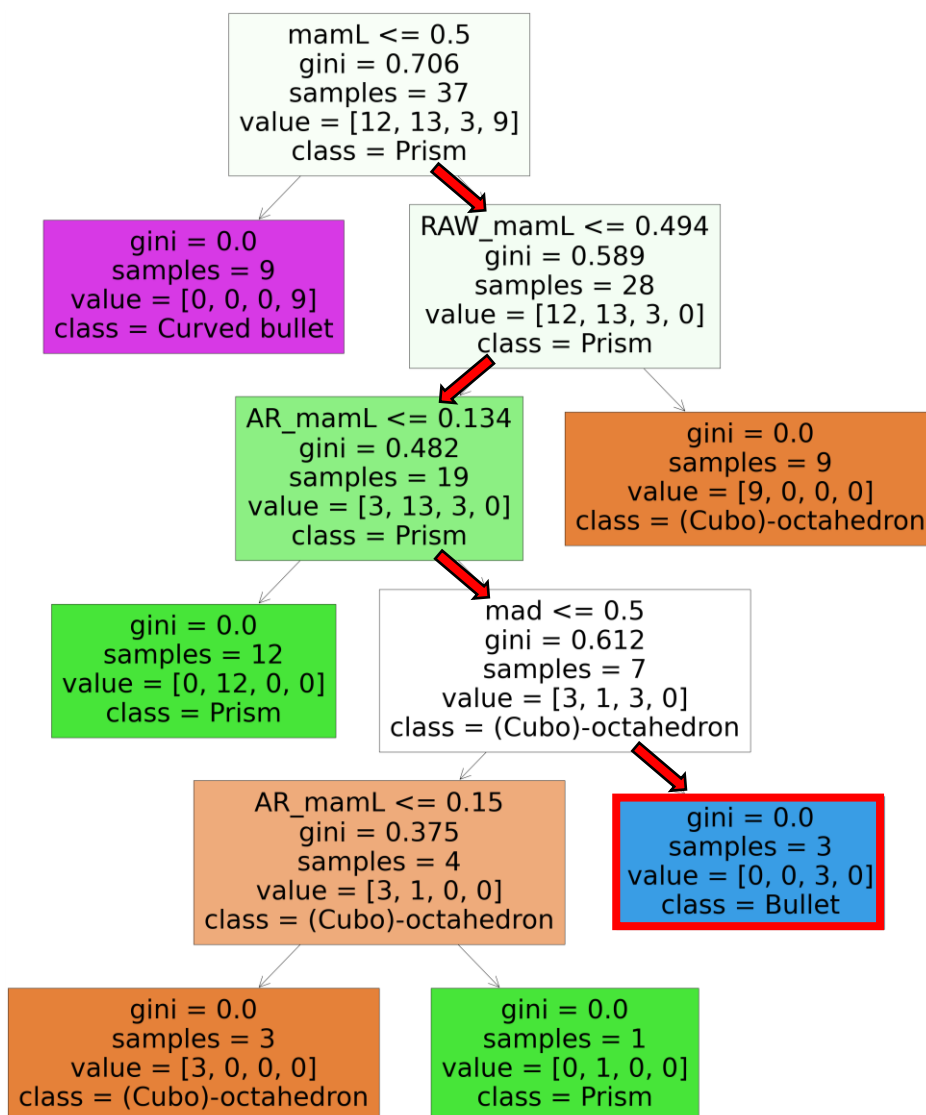 mamL <= 0.5
gini = 0.706
samples = 37
value = [12, 13, 3, 9]
class = Prism
gini = 0.0
samples = 9
value = [0, 0, 0, 9]
class = Curved bullet
RAW_mamL <= 0.494
gini = 0.589
samples = 28
value = [12, 13, 3, 0]
class = Prism
AR_mamL <= 0.134
gini = 0.482
samples = 19
value = [3, 13, 3, 0]
class = Prism
gini = 0.0
samples = 9
value = [9, 0, 0, 0]
class = (Cubo)-octahedron
gini = 0.0
samples = 12
value = [0, 12, 0, 0]
class = Prism
mad <= 0.5
gini = 0.612
samples = 7
value = [3, 1, 3, 0]
class = (Cubo)-octahedron
AR_mamL <= 0.15
gini = 0.375
samples = 4
value = [3, 1, 0, 0]
class = (Cubo)-octahedron
gini = 0.0
samples = 3
value = [0, 0, 3, 0]
class = Bullet
gini = 0.0
samples = 3
value = [3, 0, 0, 0]
class = (Cubo)-octahedron
gini = 0.0
samples = 1
value = [0, 1, 0, 0]
class = Prism